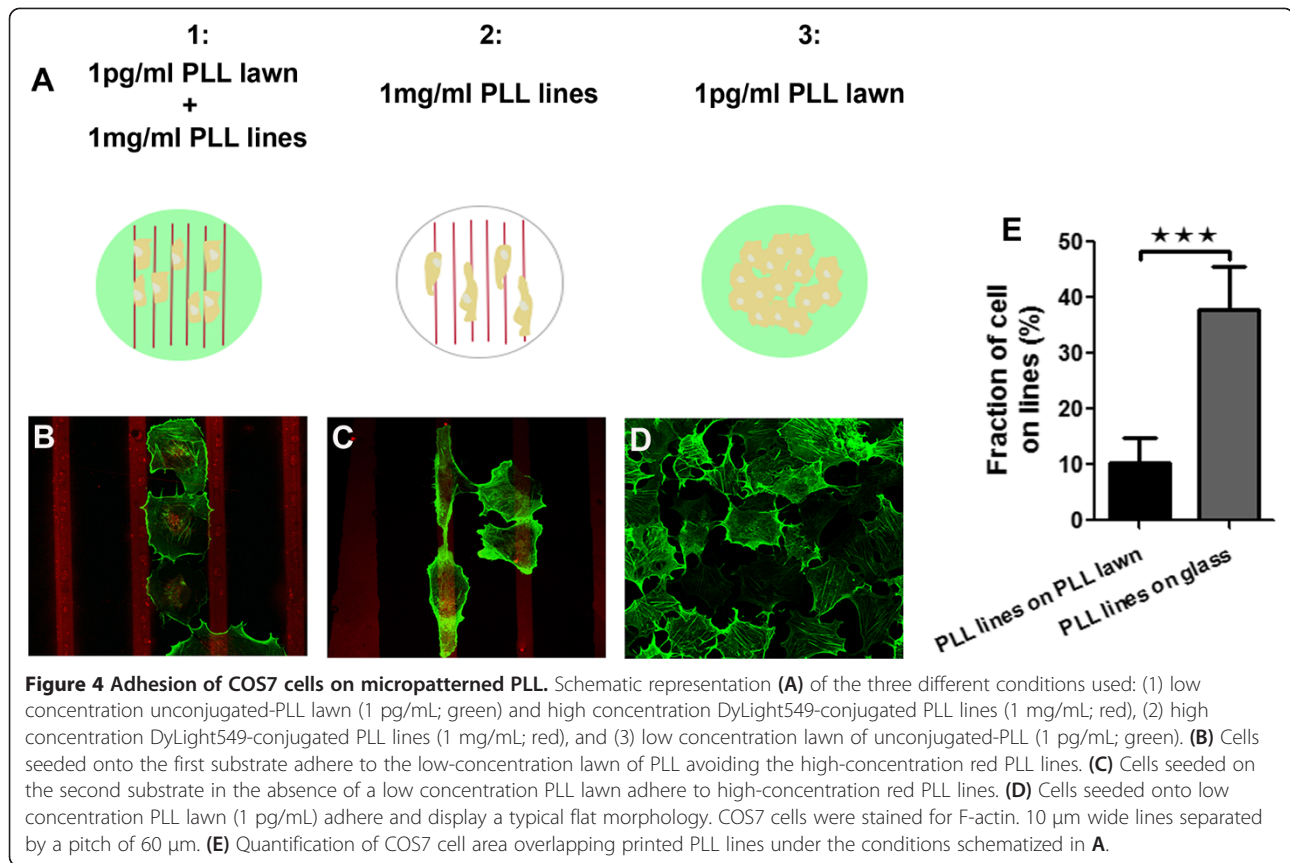 1:
1pg/ml PLL lawn
+
1mg/ml PLL lines
2:
1mg/ml PLL lines
3:
1pg/ml PLL lawn
A
B
C
D
E
★★★
Fraction of cell
on lines (%)
50
40
30
20
10
0
PLL lines on PLL lawn
PLL lines on glass
Figure 4 Adhesion of COS7 cells on micropatterned PLL. Schematic representation (A) of the three different conditions used: (1) low
concentration unconjugated-PLL lawn (1 pg/mL; green) and high concentration DyLight549-conjugated PLL lines (1 mg/mL; red), (2) high
concentration DyLight549-conjugated PLL lines (1 mg/mL; red), and (3) low concentration lawn of unconjugated-PLL (1 pg/mL; green). (B) Cells
seeded onto the first substrate adhere to the low-concentration lawn of PLL avoiding the high-concentration red PLL lines. (C) Cells seeded on
the second substrate in the absence of a low concentration PLL lawn adhere to high-concentration red PLL lines. (D) Cells seeded onto low
concentration PLL lawn (1 pg/mL) adhere and display a typical flat morphology. COS7 cells were stained for F-actin. 10 μm wide lines separated
by a pitch of 60 μm. (E) Quantification of COS7 cell area overlapping printed PLL lines under the conditions schematized in A.